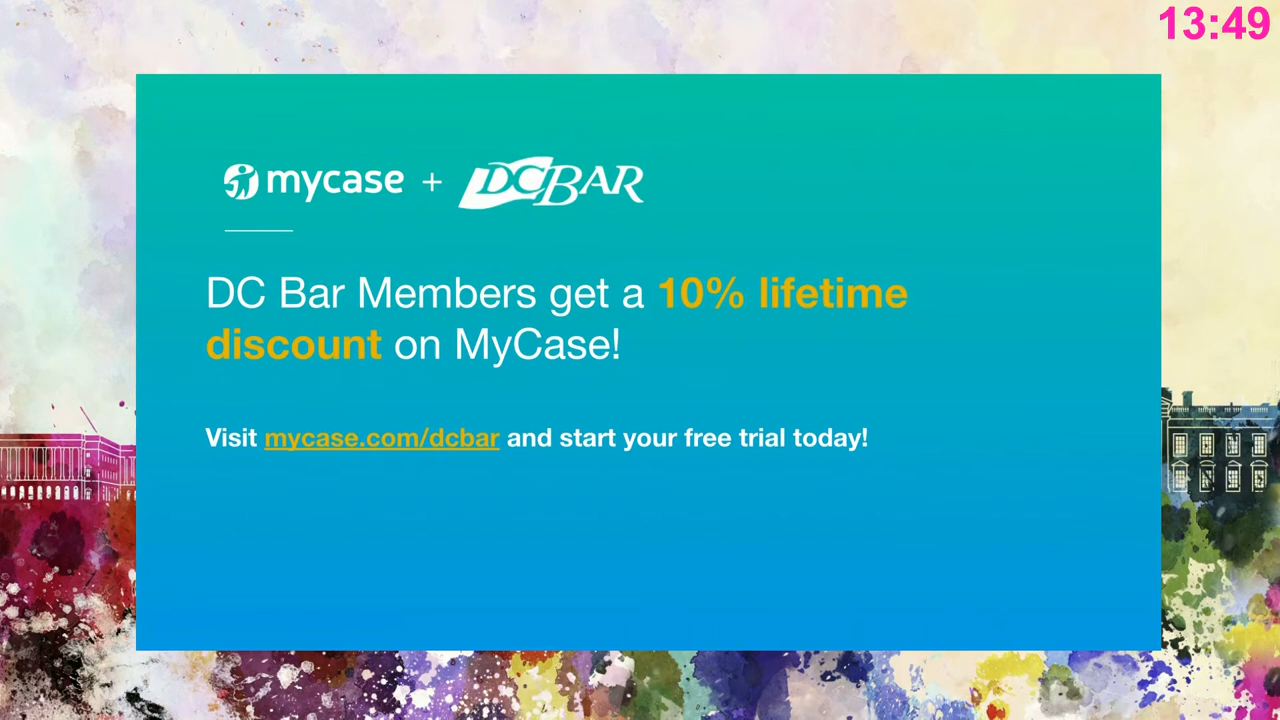 13:49
mycase + DCBAR
DC Bar Members get a 10% lifetime
discount on MyCase!
Visit mycase.com/dcbar and start your free trial today!